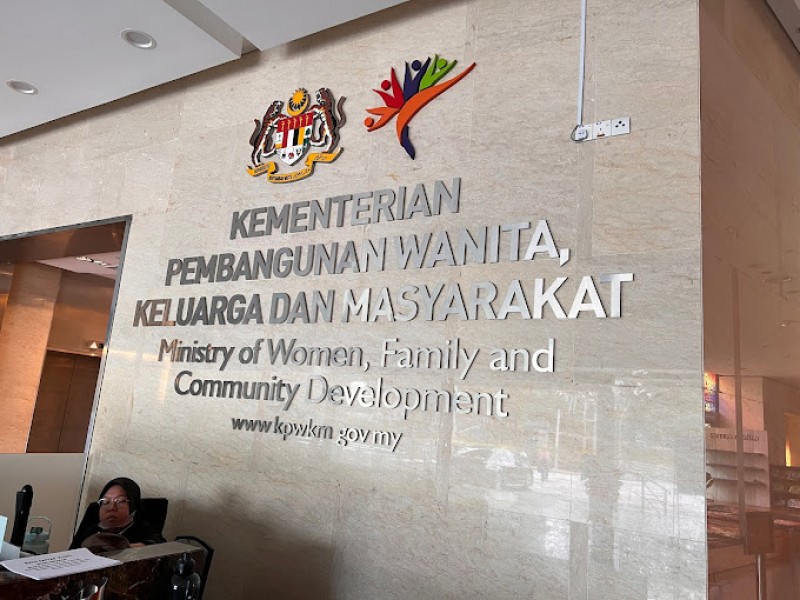 KEMENTERIAN
PEMBANGUNAN WANITA,
KELUARGA DAN MASYARAKAT
Ministry of Women, Family and
Community Development
www.kpwkm.gov.my